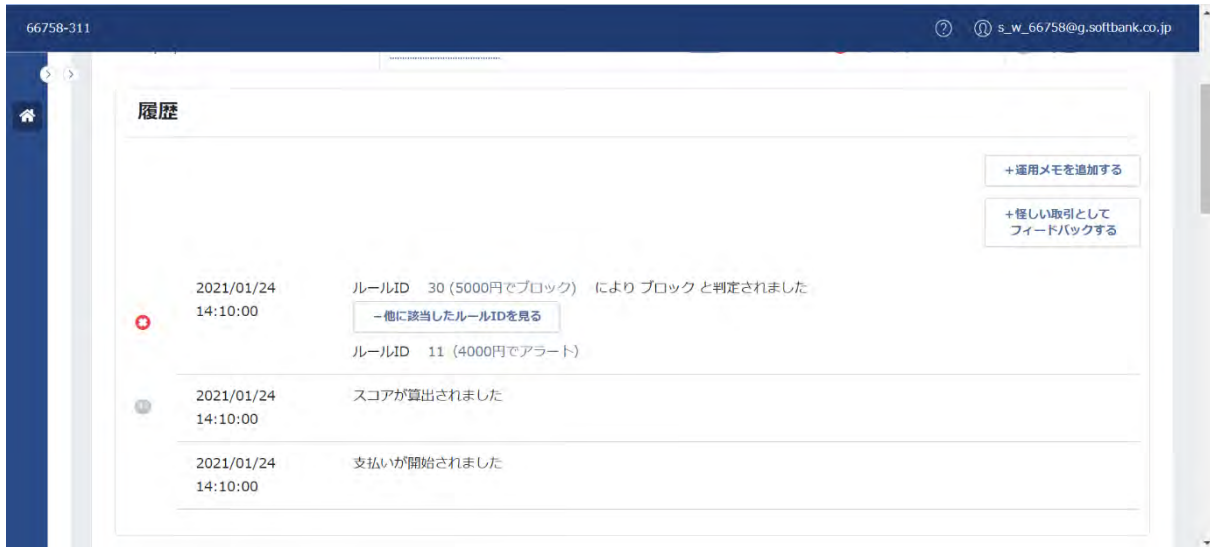 66758-311
s_w_66758@g.softbank.co.jp
履歴
+運用メモを追加する
+怪しい取引として
フィードバックする
2021/01/24
14:10:00
ルールID 30 (5000円でブロック) により ブロック と判定されました
-他に該当したルールIDを見る
ルールID 11 (4000円でアラート)
2021/01/24
14:10:00
スコアが算出されました
2021/01/24
14:10:00
支払いが開始されました